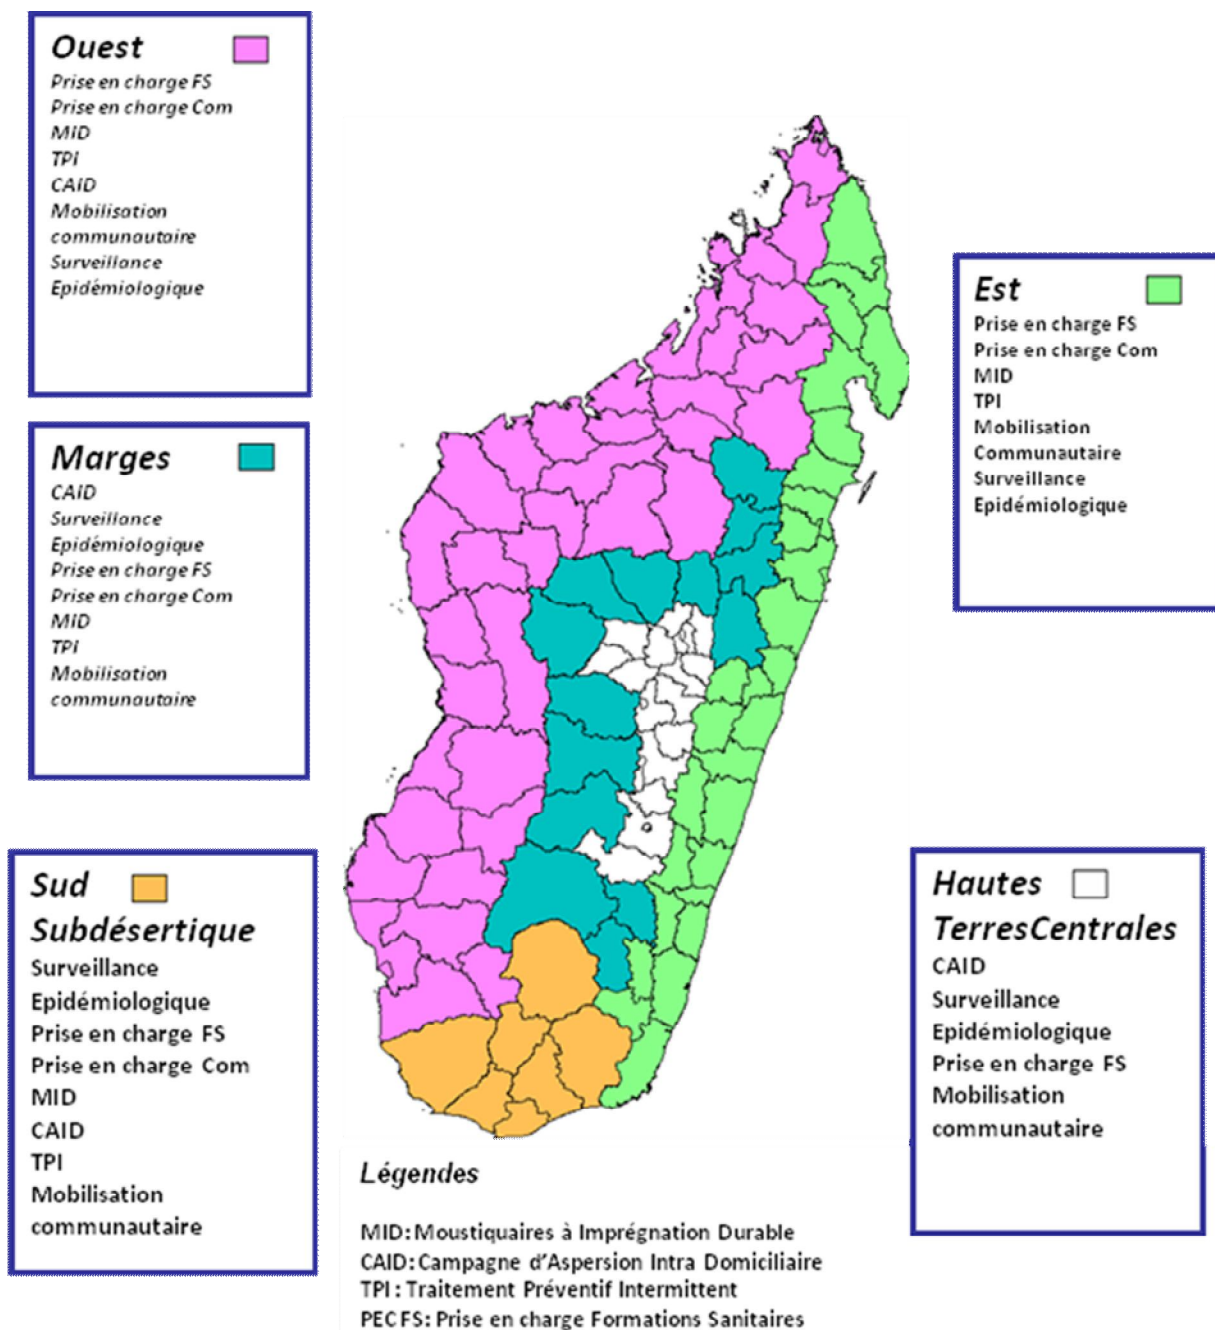 Ouest
Prise en charge FS
Prise en charge Com
MID
TPI
CAID
Mobilisation
communautaire
Surveillance
Epidémiologique
Marges
CAID
Surveillance
Epidémiologique
Prise en charge FS
Prise en charge Com
MID
TPI
Mobilisation
communautaire
Sud
Subdésertique
Surveillance
Epidémiologique
Prise en charge FS
Prise en charge Com
MID
CAID
TPI
Mobilisation
communautaire
Est
Prise en charge FS
Prise en charge Com
MID
TPI
Mobilisation
Communautaire
Surveillance
Epidémiologique
Hautes
TerresCentrales
CAID
Surveillance
Epidémiologique
Prise en charge FS
Mobilisation
communautaire
Légendes
MID: Moustiquaires à Imprégnation Durable
CAID: Campagne d'Aspersion Intra Domiciliaire
TPI : Traitement Préventif Intermittent
PEC FS: Prise en charge Formations Sanitaires